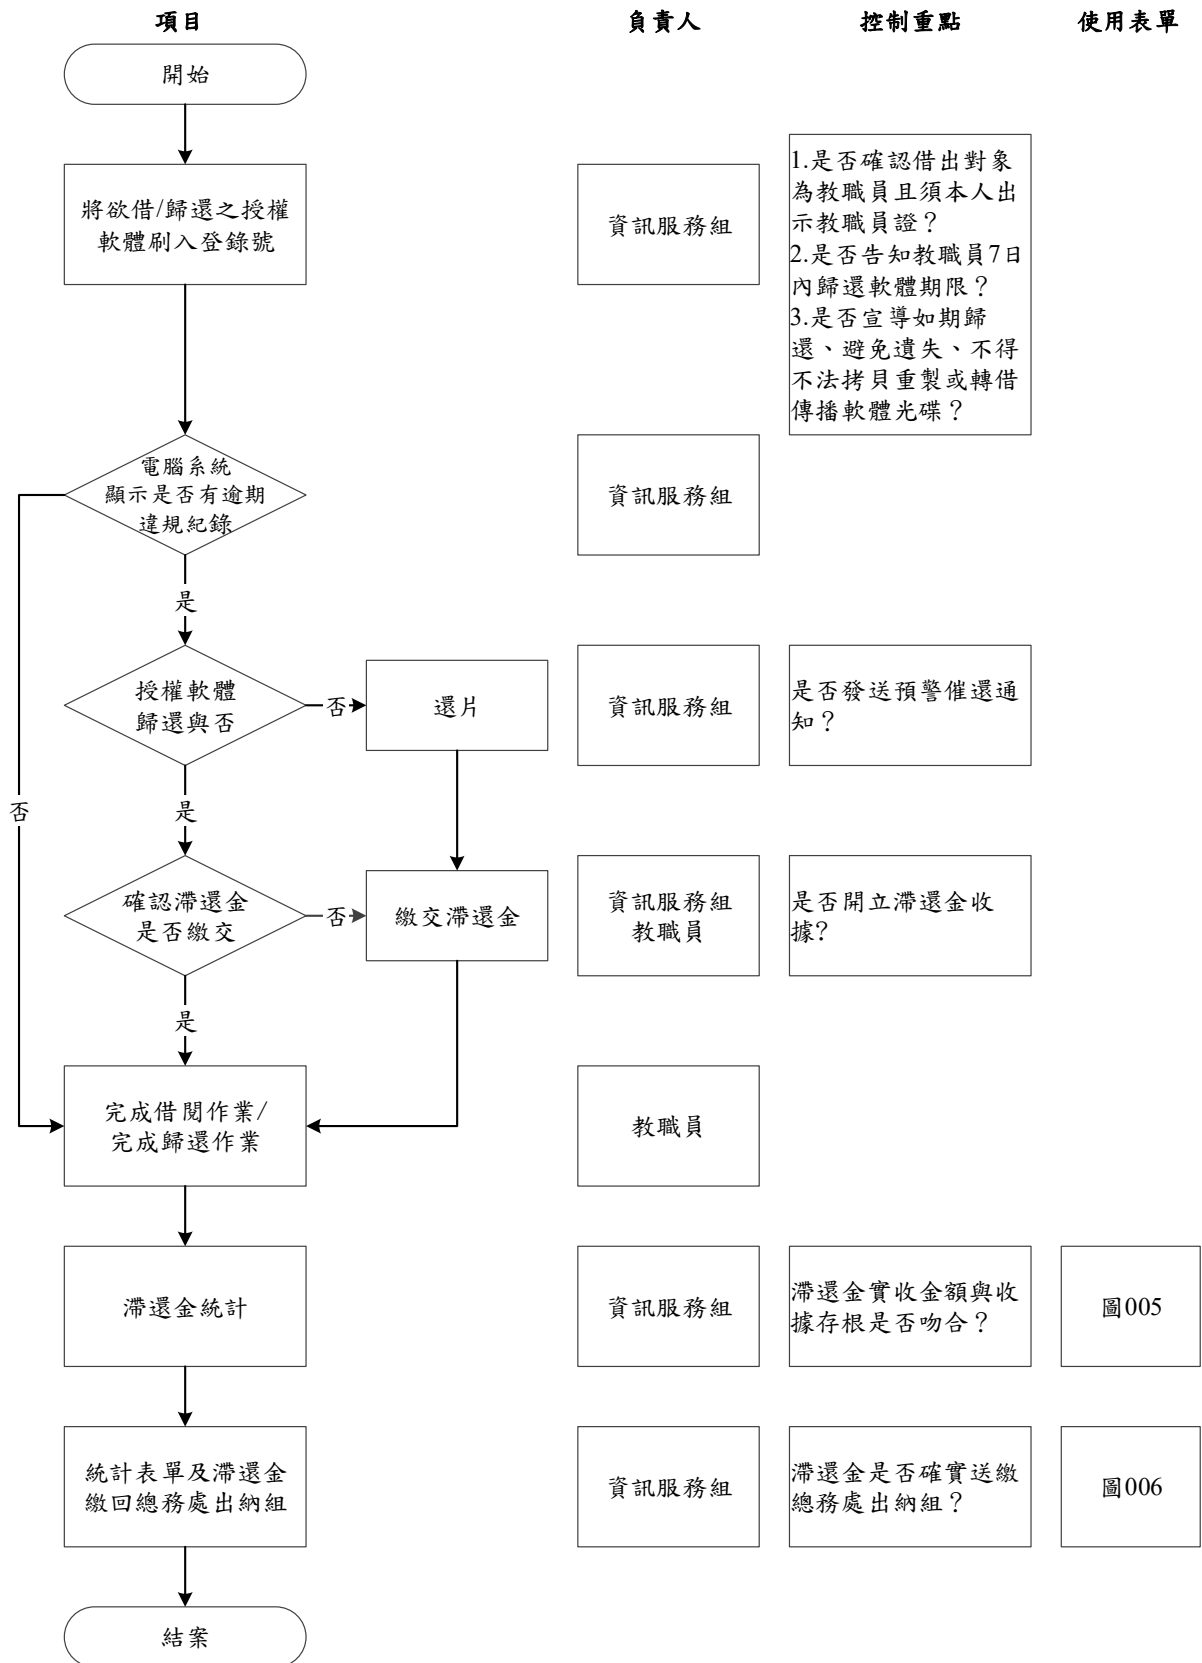 項目
負責人
控制重點
使用表單
開始
將欲借/歸還之授權
軟體刷入登錄號
資訊服務組
1.是否確認借出對象
為教職員且須本人出
示教職員證？
2.是否告知教職員7日
內歸還軟體期限？
3.是否宣導如期歸
還、避免遺失、不得
不法拷貝重製或轉借
傳播軟體光碟？
電腦系統
顯示是否有逾期
違規紀錄
資訊服務組
是
否
授權軟體
歸還與否
否
還片
資訊服務組
是否發送預警催還通
知？
是
確認滯還金
是否繳交
否
繳交滯還金
資訊服務組
教職員
是否開立滯還金收
據?
是
完成借閱作業/
完成歸還作業
教職員
滯還金統計
資訊服務組
滯還金實收金額與收
據存根是否吻合？
圖005
統計表單及滯還金
繳回總務處出納組
資訊服務組
滯還金是否確實送繳
總務處出納組？
圖006
結案